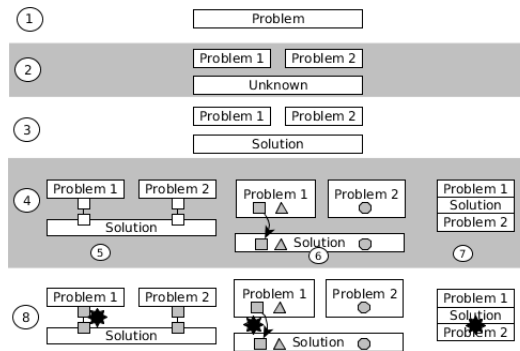 1 Problem
2 Problem 1 Problem 2
Unknown
3 Problem 1 Problem 2
Solution
4 Problem 1 Problem 2 Problem 1 Problem 2 Problem 1
Solution
Problem 2
Solution Solution
5 6 7
8 Problem 1 Problem 2 Problem 1 Problem 2 Problem 1
Solution
Problem 2
Solution Solution